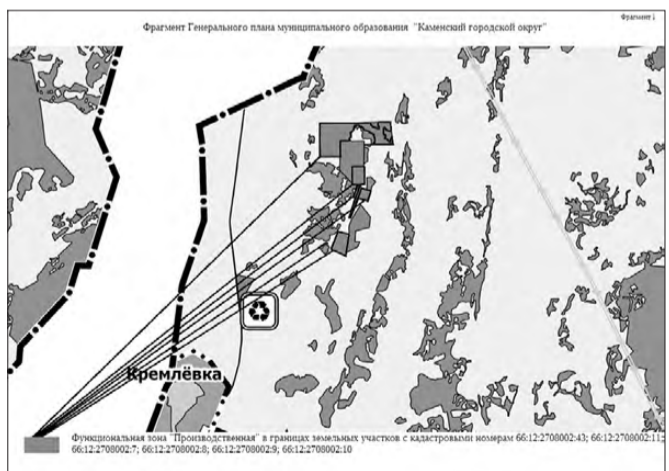 Фрагмент 1
Фрагмент Генерального плана муниципального образования "Каменский городской округ"
Кремлёвка
Функциональная зона "Производственная" в границах земельных участков с кадастровыми номерам 66:12:2708002:43; 66:12:2708002:11;
66:12:2708002:7; 66:12:2708002:8; 66:12:2708002:9; 66:12:2708002:10